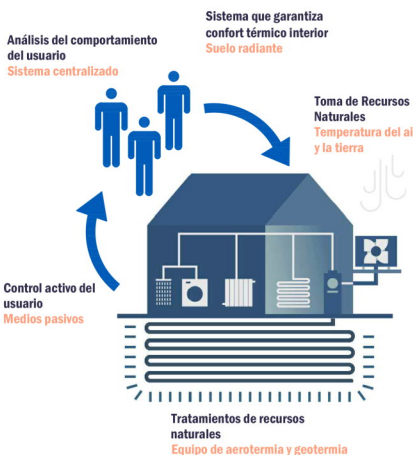 Sistema que garantiza
confort térmico interior
Suelo radiante
Análisis del comportamiento
del usuario
Sistema centralizado
Toma de Recursos
Naturales
Temperatura del ai
y la tierra
Control activo del
usuario
Medios pasivos
Tratamientos de recursos
naturales
Equipo de aerotermia y geotermia